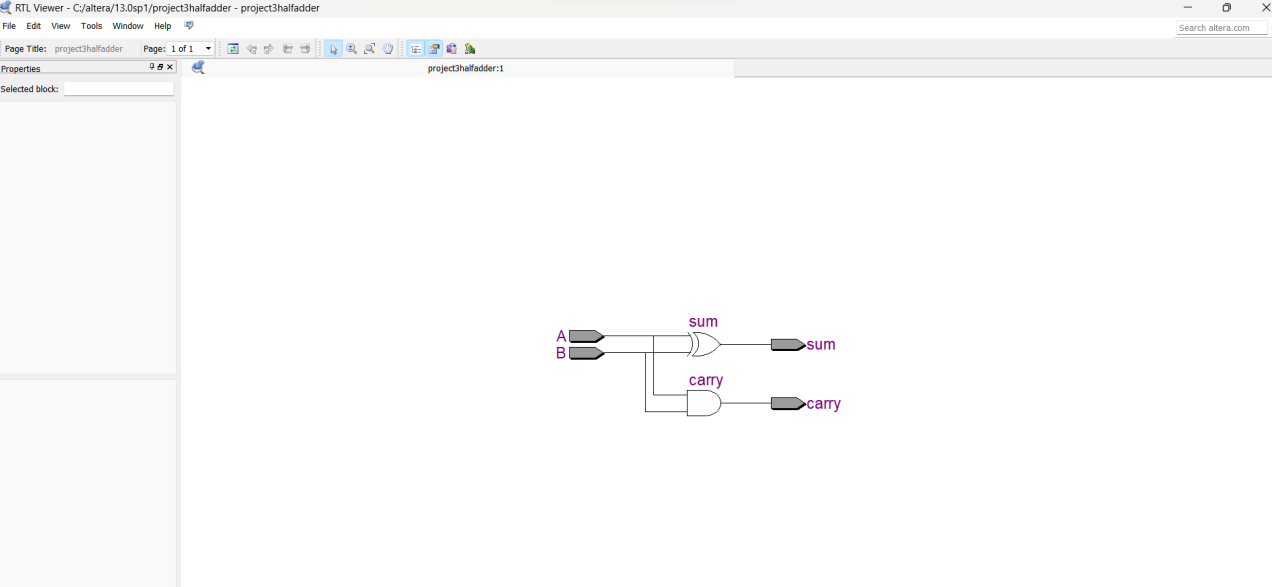 RTL Viewer - C:/altera/13.0sp1/project3halfadder - project3halfadder
File Edit View Tools Window Help
Search altera.com
Page Title: project3halfadder Page: 1 of 1
Properties
project3halfadder:1
Selected block:
sum
A
sum
B
carry
carry